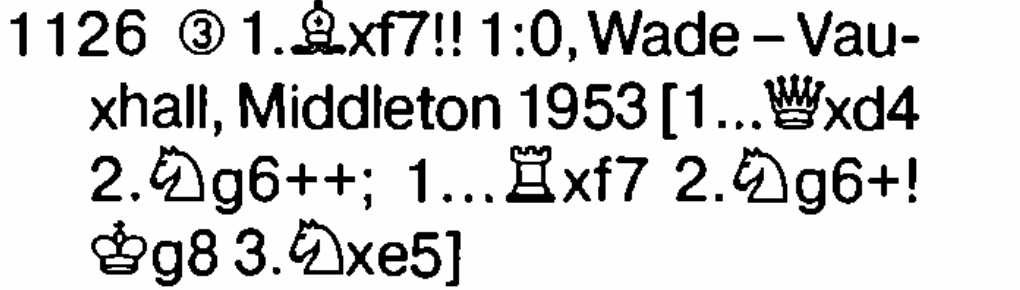 1126 ③ 1.♗xf7!! 1:0, Wade – Vau-
xhall, Middleton 1953 [1...♕xd4
2.♘g6++; 1...♖xf7 2.♘g6+!
♔g8 3.♘xe5]